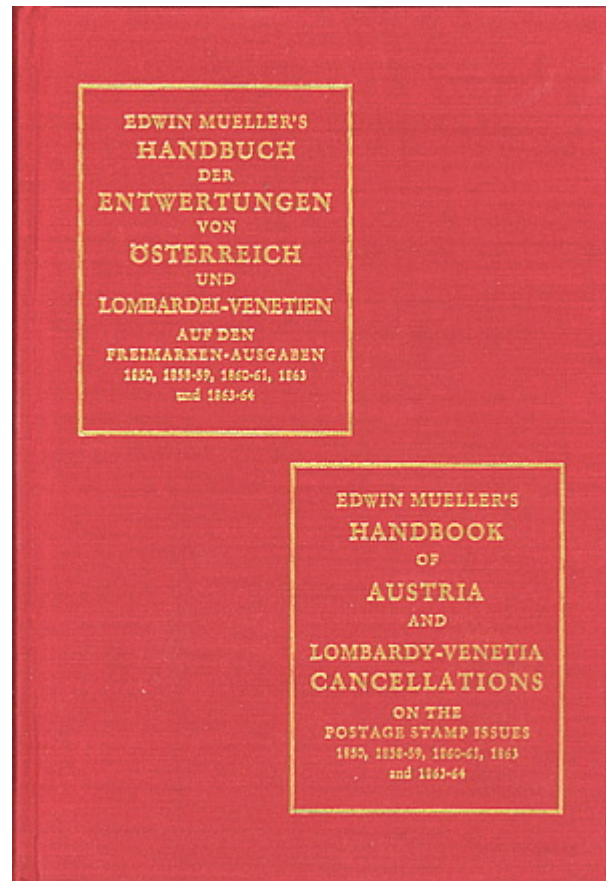 EDWIN MUELLER'S
HANDBUCH
DER
ENTWERTUNGEN
VON
ÖSTERREICH
UND
LOMBARDEI-VENETIEN
AUF DEN
FREIMARKEN-AUSGABEN
1850, 1858-59, 1860-61, 1863
und 1863-64
EDWIN MUELLER'S
HANDBOOK
OF
AUSTRIA
AND
LOMBARDY-VENETIA
CANCELLATIONS
ON THE
POSTAGE STAMP ISSUES
1850, 1858-59, 1860-61, 1863
and 1863-64